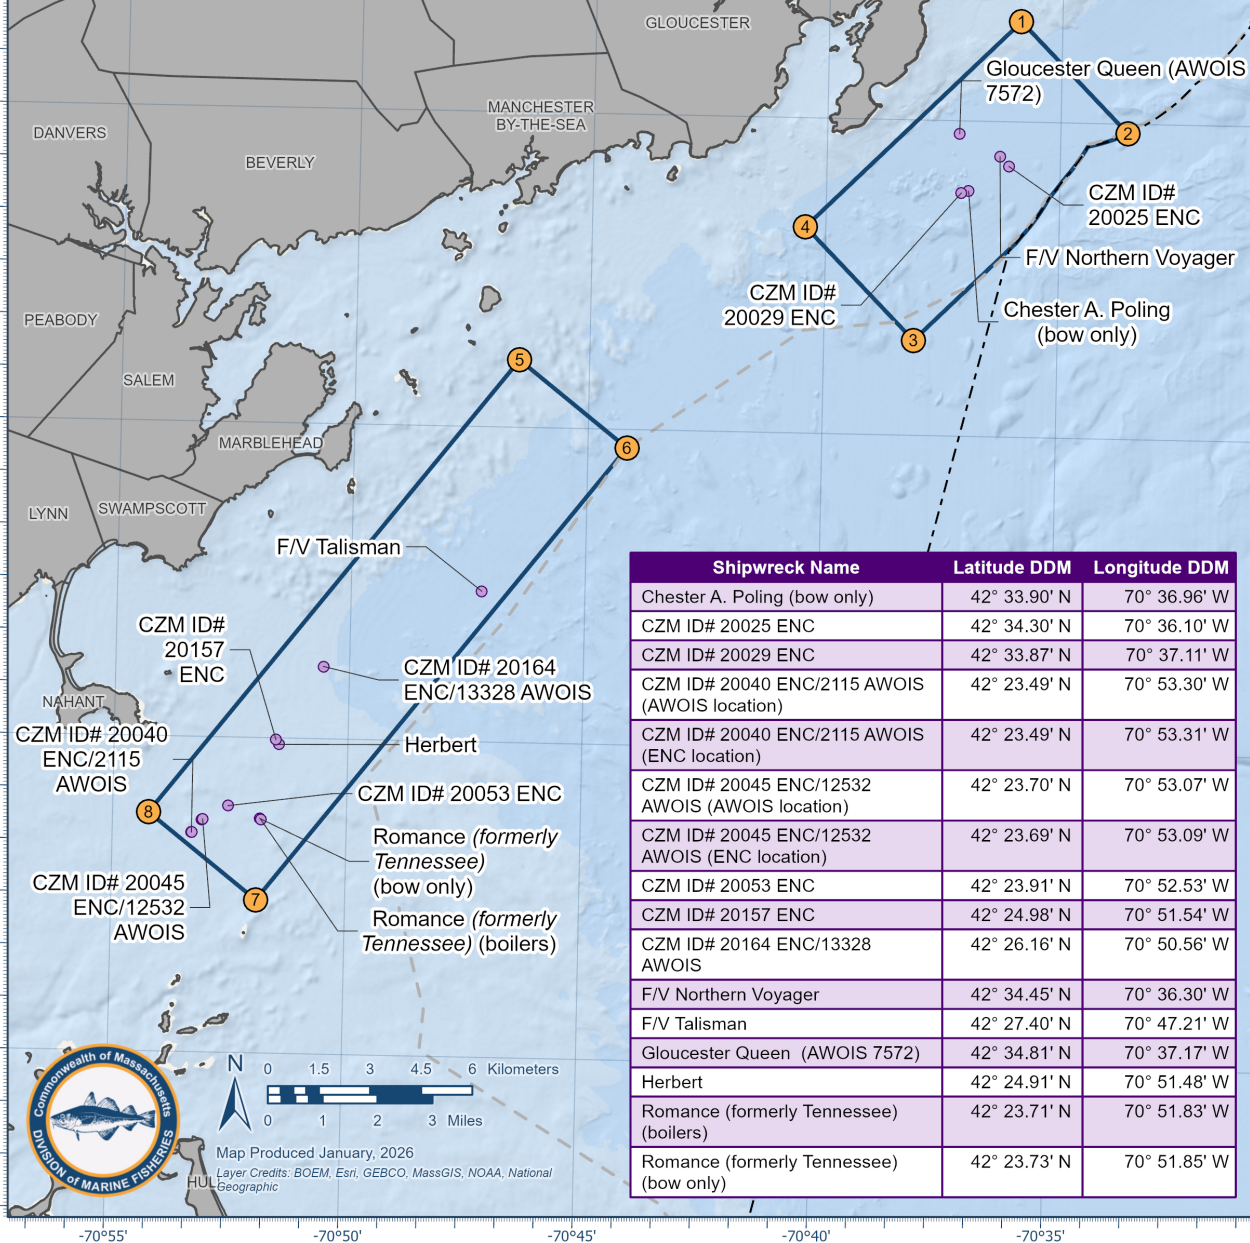 GLOUCESTER
1
Gloucester Queen (AWOIS
7572)
MANCHESTER
BY-THE-SEA
DANVERS
2
BEVERLY
CZM ID#
20025 ENC
4
F/V Northern Voyager
CZM ID#
20029 ENC
Chester A. Poling
(bow only)
PEABODY
3
5
SALEM
MARBLEHEAD
6
SWAMPSCOTT
LYNN
F/V Talisman
CZM ID#
20157
ENC
CZM ID# 20164
ENC/13328 AWOIS
NAHANT
CZM ID# 20040
ENC/2115
AWOIS
Herbert
CZM ID# 20053 ENC
8
Romance (formerly
Tennessee)
(bow only)
CZM ID# 20045
ENC/12532
AWOIS
7
Romance (formerly
Tennessee) (boilers)
Shipwreck Name Latitude DDM Longitude DDM
Chester A. Poling (bow only) 42° 33.90' N 70° 36.96' W
CZM ID# 20025 ENC 42° 34.30' N 70° 36.10' W
CZM ID# 20029 ENC 42° 33.87' N 70° 37.11' W
CZM ID# 20040 ENC/2115 AWOIS 42° 23.49' N 70° 53.30' W
(AWOIS location)
CZM ID# 20040 ENC/2115 AWOIS 42° 23.49' N 70° 53.31' W
(ENC location)
CZM ID# 20045 ENC/12532 42° 23.70' N 70° 53.07' W
AWOIS (AWOIS location)
CZM ID# 20045 ENC/12532 42° 23.69' N 70° 53.09' W
AWOIS (ENC location)
CZM ID# 20053 ENC 42° 23.91' N 70° 52.53' W
CZM ID# 20157 ENC 42° 24.98' N 70° 51.54' W
CZM ID# 20164 ENC/13328 42° 26.16' N 70° 50.56' W
AWOIS
F/V Northern Voyager 42° 34.45' N 70° 36.30' W
F/V Talisman 42° 27.40' N 70° 47.21' W
Gloucester Queen (AWOIS 7572) 42° 34.81' N 70° 37.17' W
Herbert 42° 24.91' N 70° 51.48' W
Romance (formerly Tennessee) 42° 23.71' N 70° 51.83' W
(boilers)
Romance (formerly Tennessee) 42° 23.73' N 70° 51.85' W
(bow only)
Commonwealth of Massachusetts
DIVISION of MARINE FISHERIES
N
0 1.5 3 4.5 6 Kilometers
0 1 2 3 Miles
Map Produced January, 2026
Layer Credits: BOEM, Esri, GEBCO, MassGIS, NOAA, National
Geographic
HUL
-70°55' -70°50' -70°45' -70°40' -70°35'